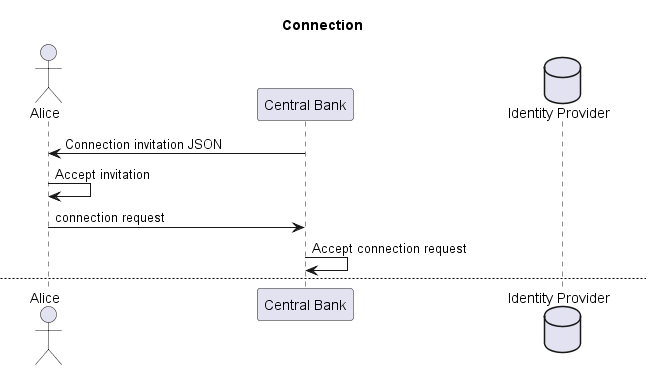 Connection
Alice
Central Bank
Identity Provider
Connection invitation JSON
Accept invitation
connection request
Accept connection request
Alice
Central Bank
Identity Provider